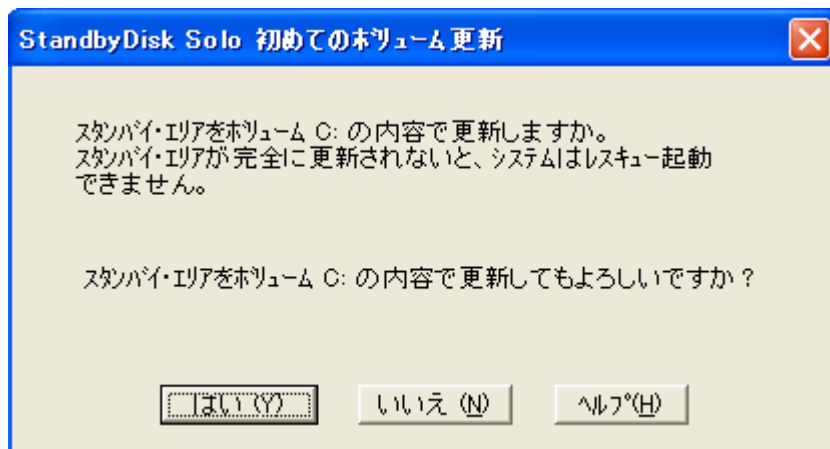 StandbyDisk Solo 初めてのﾎﾞﾘｭｰﾑ更新
ｽﾀﾝﾊﾞｲ･ｴﾘｱをﾎﾞﾘｭｰﾑ C: の内容で更新しますか。
ｽﾀﾝﾊﾞｲ･ｴﾘｱが完全に更新されないと、ｼｽﾃﾑはﾚｽｷｭｰ起動
できません。
ｽﾀﾝﾊﾞｲ･ｴﾘｱをﾎﾞﾘｭｰﾑ C: の内容で更新してもよろしいですか？
はい (Y)
いいえ (N)
ﾍﾙﾌﾟ(H)